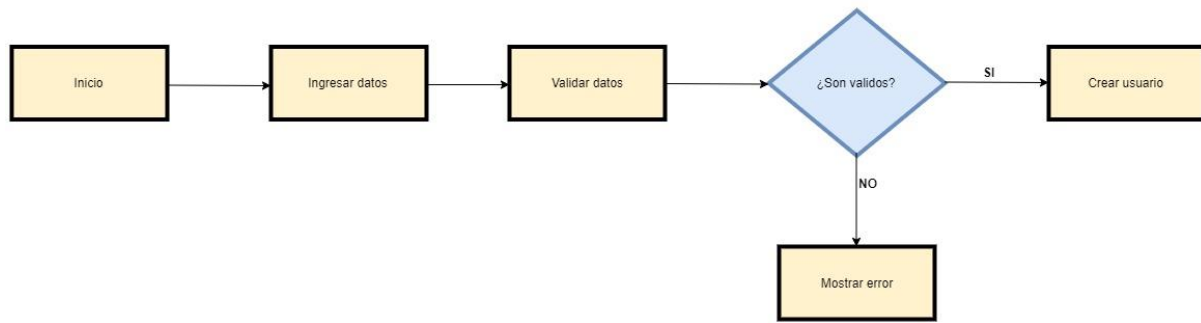 Inicio
Ingresar datos
Validar datos
¿Son validos?
SI
Crear usuario
NO
Mostrar error